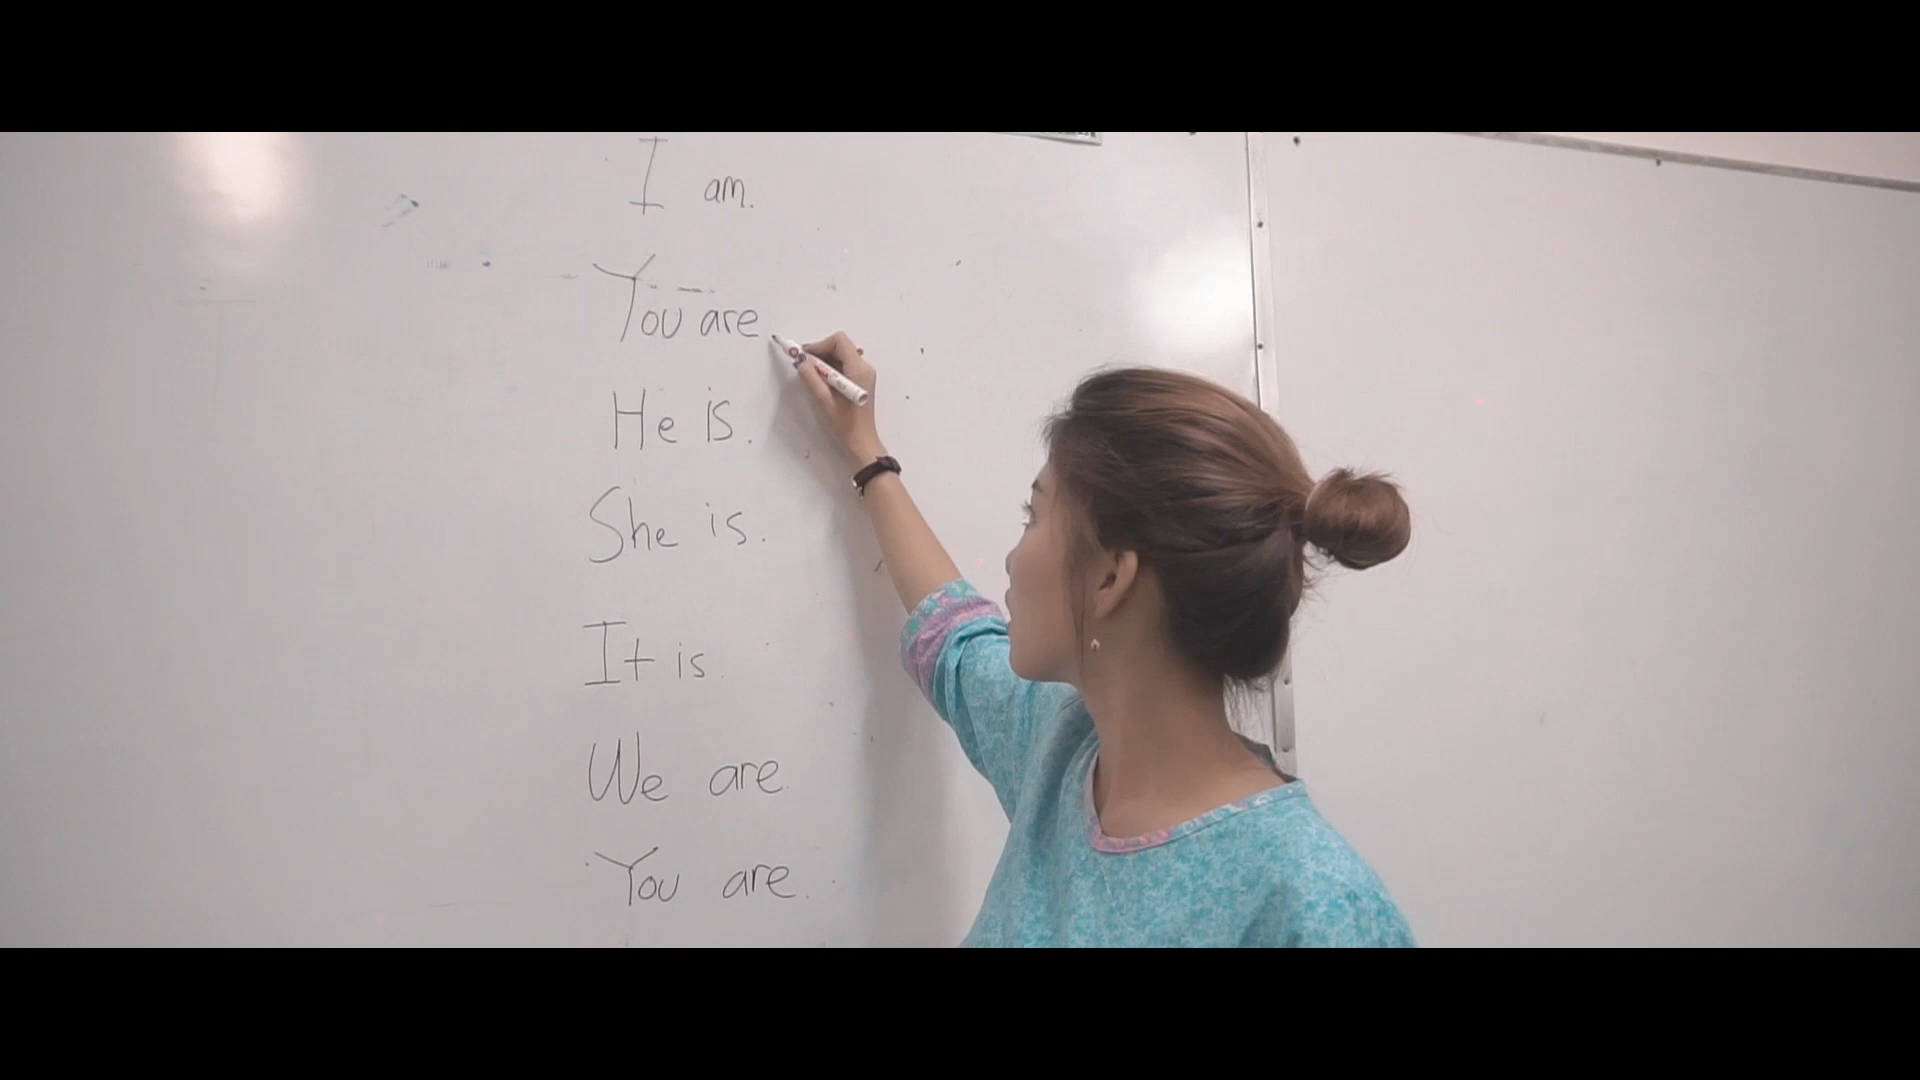 I am.
You are
He is.
She is.
It is.
We are.
You are.